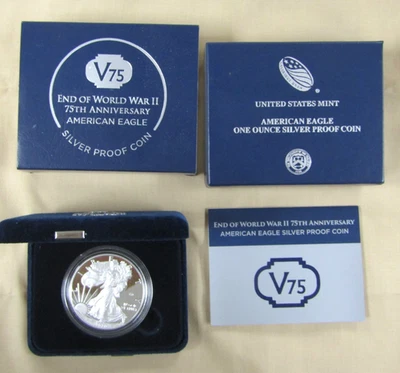 V75
END OF WORLD WAR II
75TH ANNIVERSARY
AMERICAN EAGLE
SILVER PROOF COIN
UNITED STATES MINT
AMERICAN EAGLE
ONE OUNCE SILVER PROOF COIN
END OF WORLD WAR II 75TH ANNIVERSARY
AMERICAN EAGLE SILVER PROOF COIN
V75